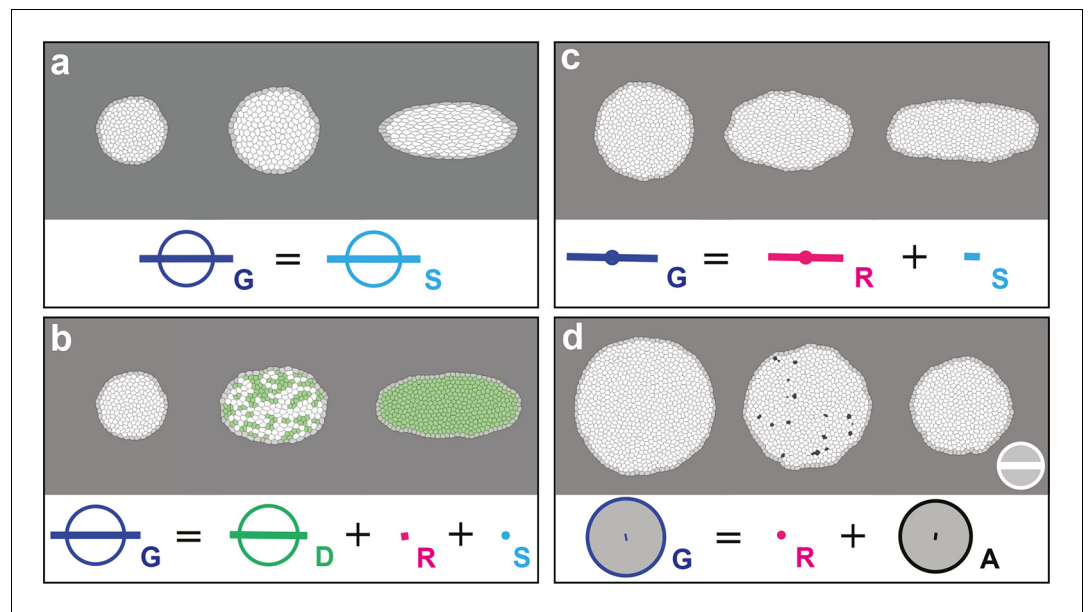 a
G = S
b
G = D + R + S
c
G = R + S
d
G = R + A